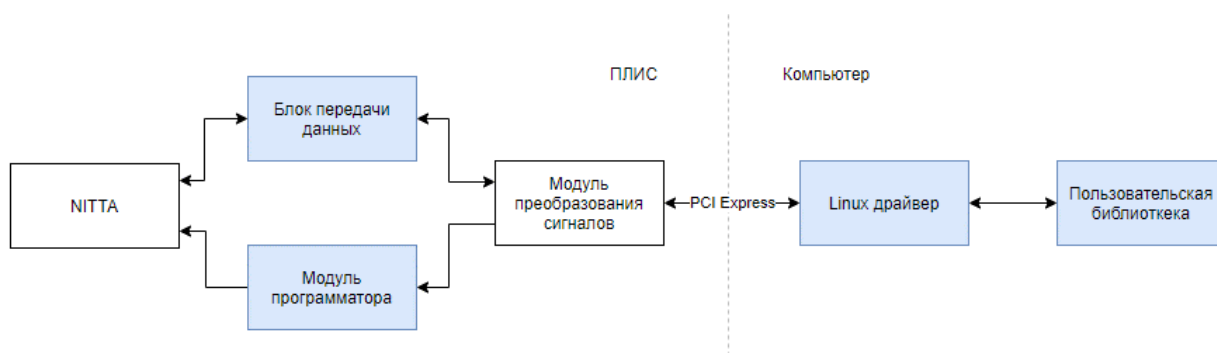 ПЛИС
Компьютер
Блок передачи
данных
NITTA
Модуль
преобразования
сигналов
PCI Express
Linux драйвер
Пользовательская
библиоткека
Модуль
программатора